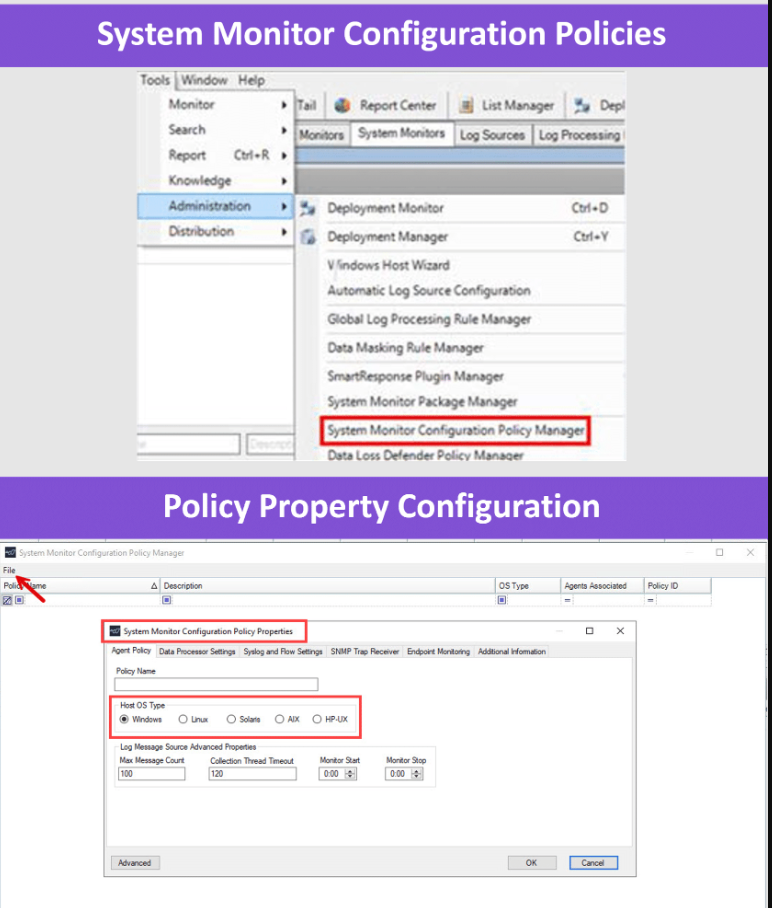 System Monitor Configuration Policies
Tools Window Help
Tail Report Center List Manager Depl
Monitors System Monitors Log Sources Log Processing
Monitor
Search
Report Ctrl+R
Knowledge
Administration
Distribution
Deployment Monitor Ctrl+D
Deployment Manager Ctrl+Y
Windows Host Wizard
Automatic Log Source Configuration
Global Log Processing Rule Manager
Data Masking Rule Manager
SmartResponse Plugin Manager
System Monitor Package Manager
System Monitor Configuration Policy Manager
Data Loss Defender Policy Manager
Policy Property Configuration
System Monitor Configuration Policy Manager
File
Policy Name Description OS Type Agents Associated Policy ID
= =
System Monitor Configuration Policy Properties
Agent Policy Data Processor Settings Syslog and Flow Settings SNMP Trap Receiver Endpoint Monitoring Additional Information
Policy Name
Host OS Type
Windows Linux Solaris AIX HP-UX
Log Message Source Advanced Properties
Max Message Count Collection Thread Timeout Monitor Start Monitor Stop
100 120 0:00 0:00
Advanced OK Cancel